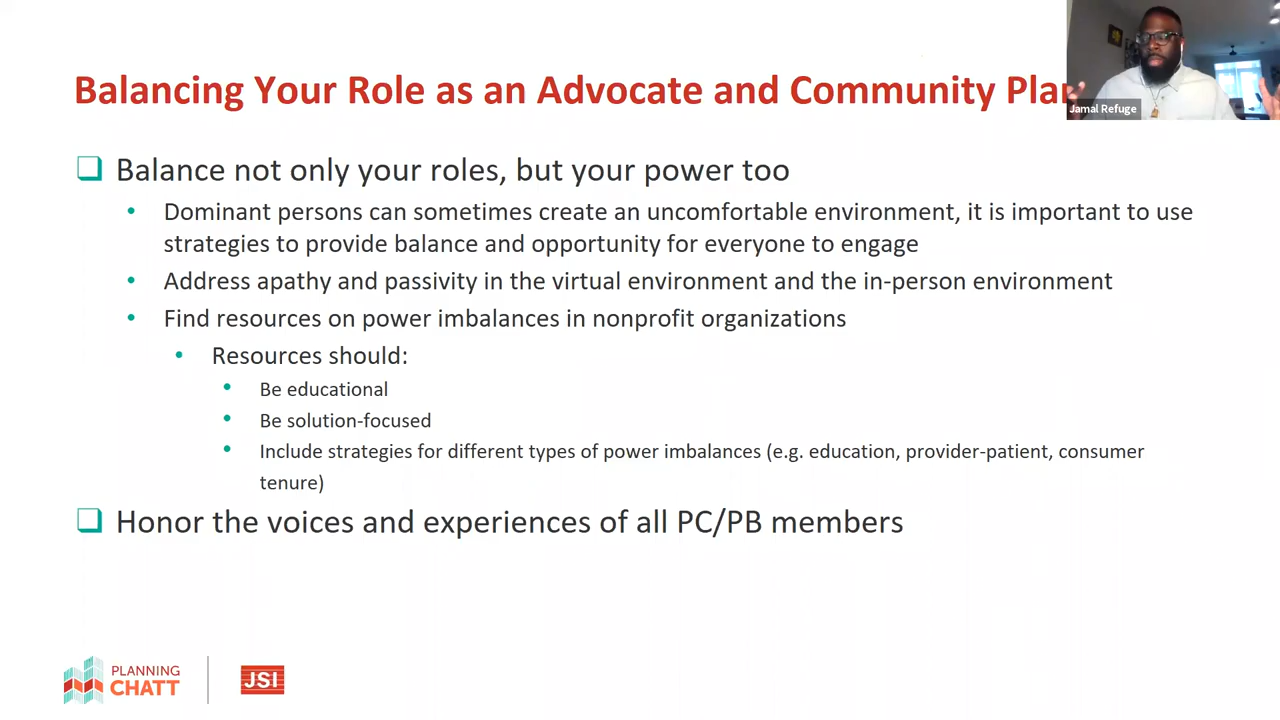 Balancing Your Role as an Advocate and Community
Jamal Refuge
Balance not only your roles, but your power too
Dominant persons can sometimes create an uncomfortable environment, it is important to use
strategies to provide balance and opportunity for everyone to engage
Address apathy and passivity in the virtual environment and the in-person environment
Find resources on power imbalances in nonprofit organizations
Resources should:
Be educational
Be solution-focused
Include strategies for different types of power imbalances (e.g. education, provider-patient, consumer
tenure)
Honor the voices and experiences of all PC/PB members
PLANNING
CHATT
JSI